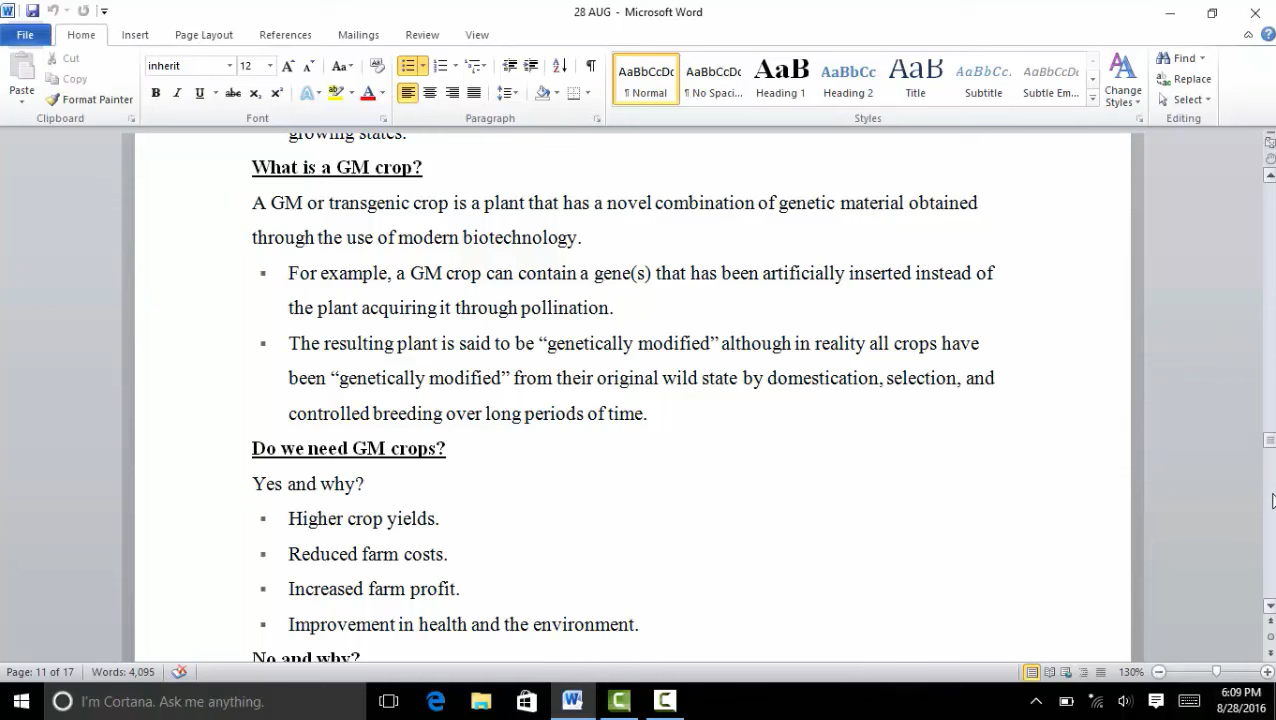 28 AUG - Microsoft Word
File Home Insert Page Layout References Mailings Review View
Paste
Cut
Copy
Format Painter
Clipboard
inherit 12
Font
Paragraph
AaBbCcDc AaBbCcDc AaB AaBbCc AaB AaBbCcL AaBbCcDc
¶ Normal ¶ No Spaci... Heading 1 Heading 2 Title Subtitle Subtle Em...
Styles
Change
Styles
Find
Replace
Select
Editing
growing states.
What is a GM crop?
A GM or transgenic crop is a plant that has a novel combination of genetic material obtained
through the use of modern biotechnology.
▪ For example, a GM crop can contain a gene(s) that has been artificially inserted instead of
the plant acquiring it through pollination.
▪ The resulting plant is said to be “genetically modified” although in reality all crops have
been “genetically modified” from their original wild state by domestication, selection, and
controlled breeding over long periods of time.
Do we need GM crops?
Yes and why?
▪ Higher crop yields.
▪ Reduced farm costs.
▪ Increased farm profit.
▪ Improvement in health and the environment.
No and why?
Page: 11 of 17 Words: 4,095 130%
I'm Cortana. Ask me anything.
6:09 PM
8/28/2016